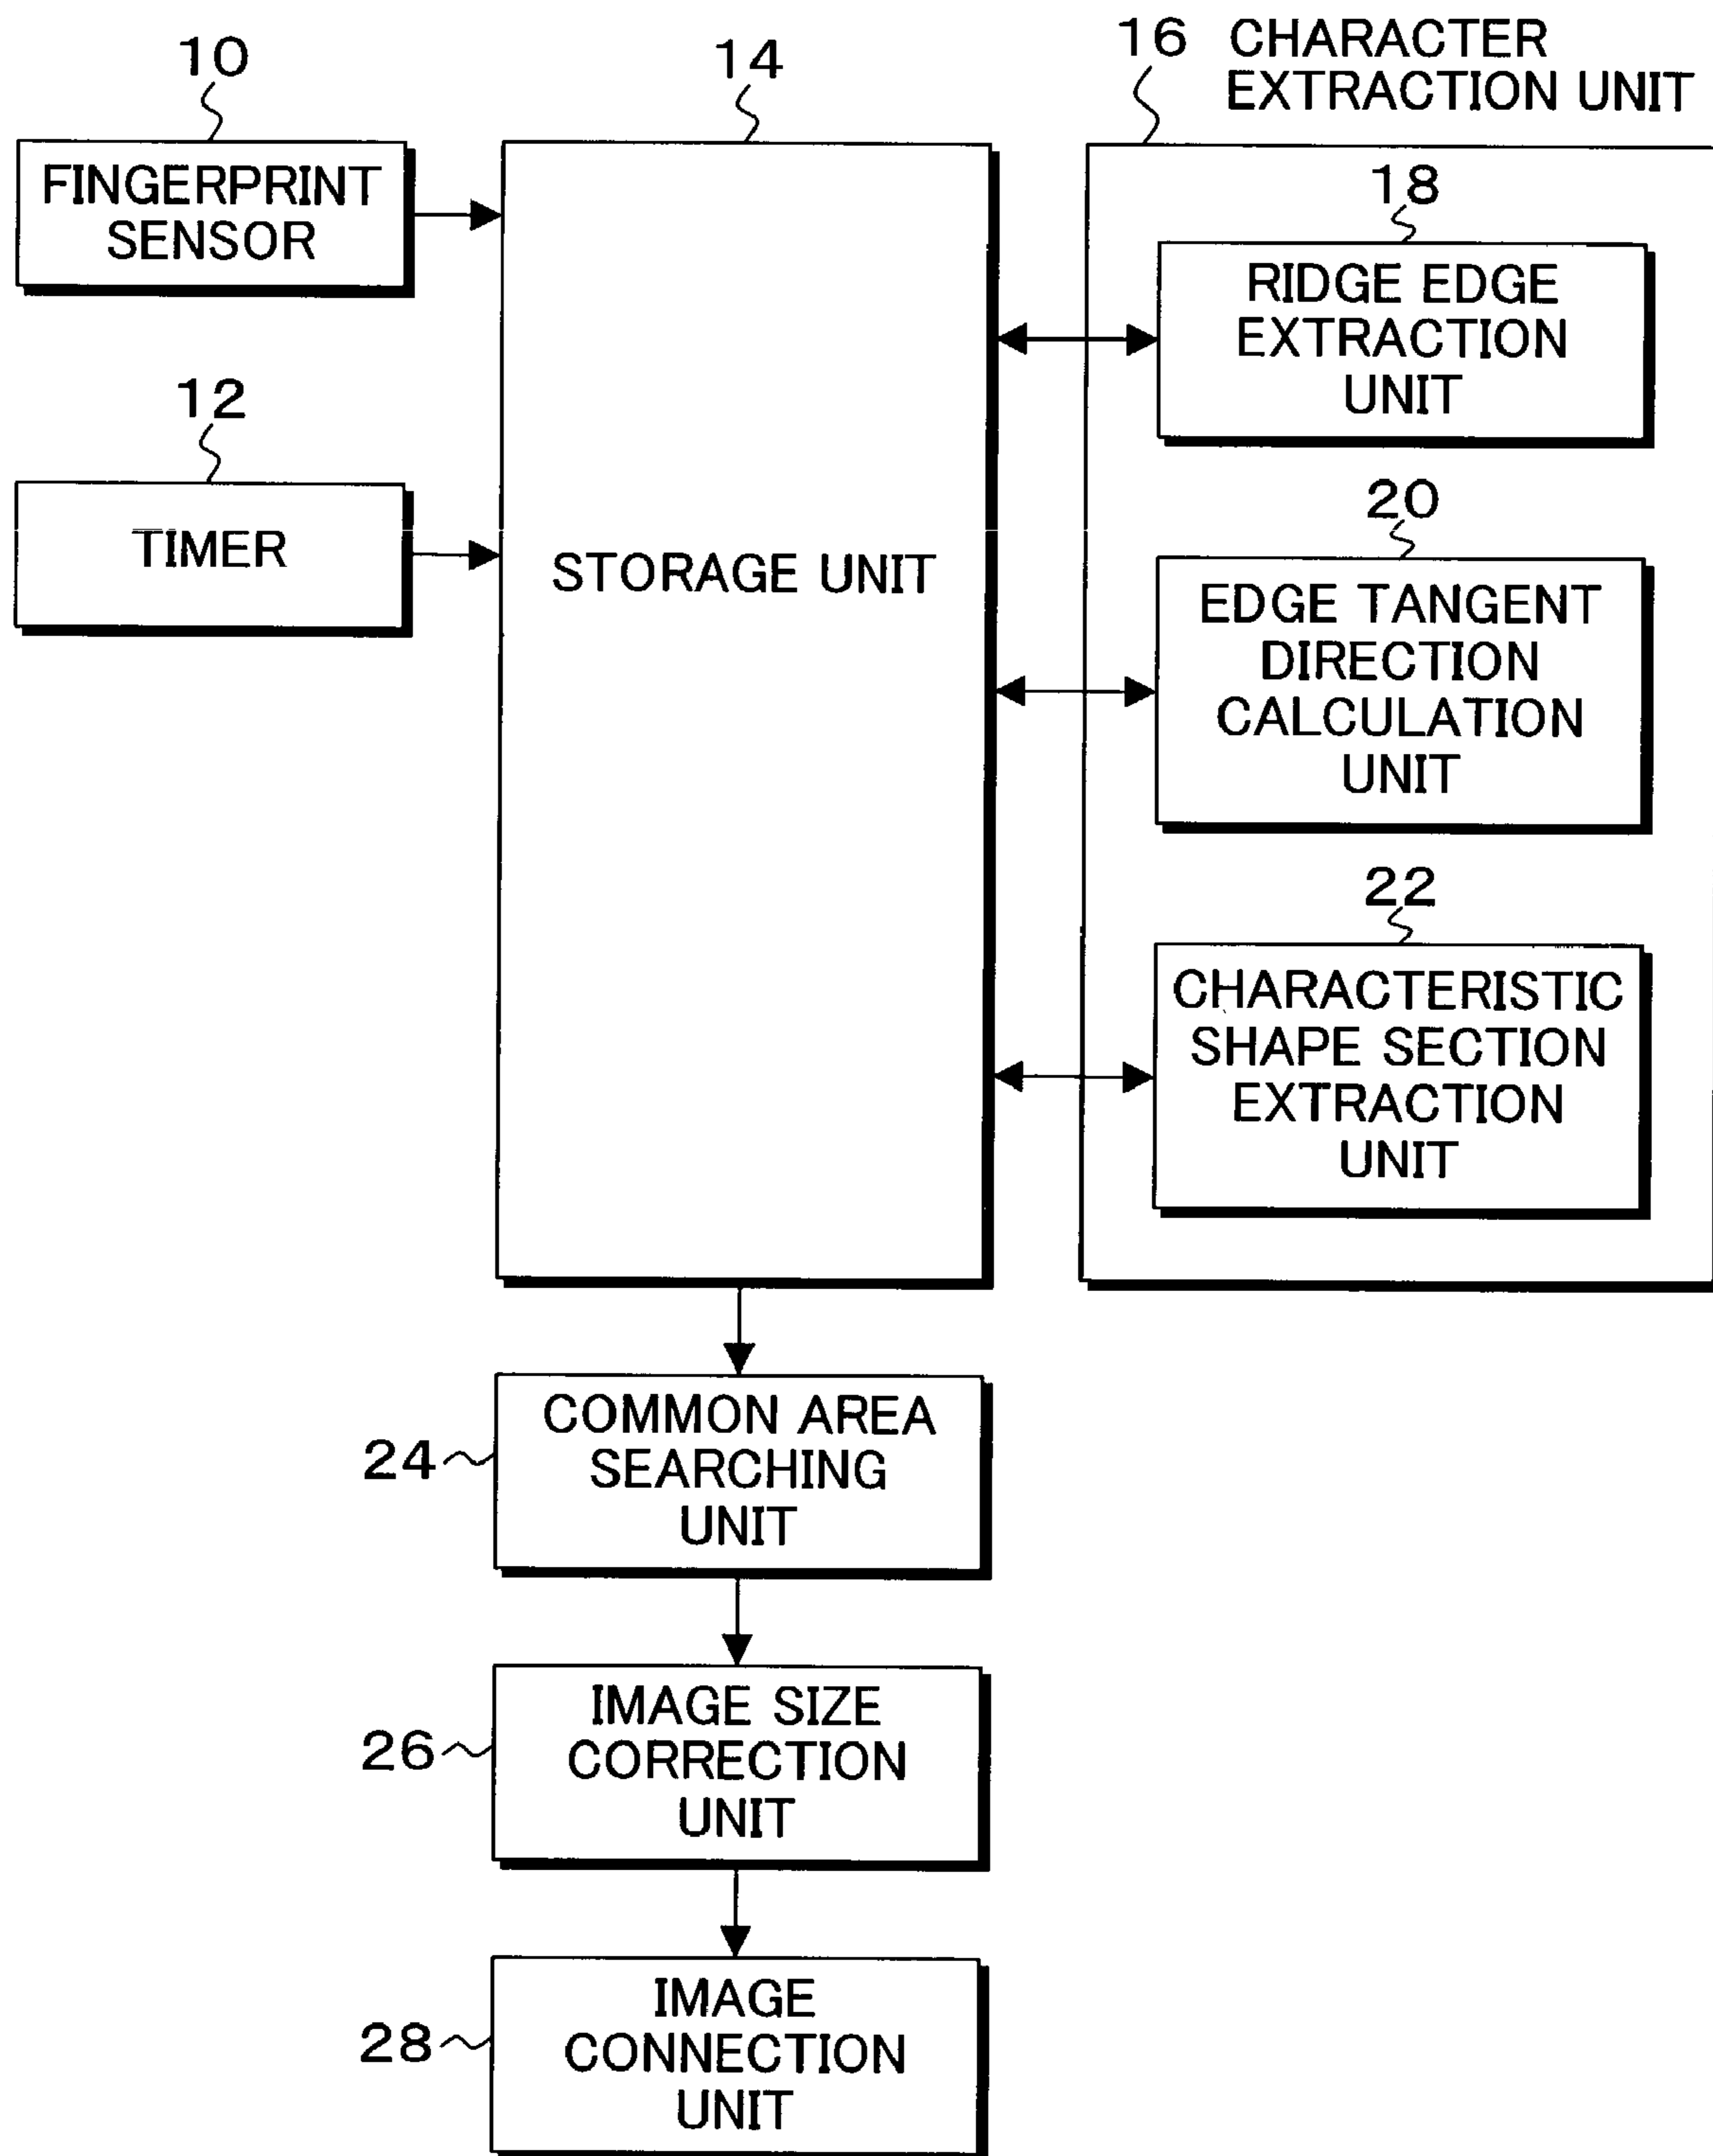 10
FINGERPRINT
SENSOR
12
TIMER
14
STORAGE UNIT
16 CHARACTER
EXTRACTION UNIT
18
RIDGE EDGE
EXTRACTION
UNIT
20
EDGE TANGENT
DIRECTION
CALCULATION
UNIT
22
CHARACTERISTIC
SHAPE SECTION
EXTRACTION
UNIT
24
COMMON AREA
SEARCHING
UNIT
26
IMAGE SIZE
CORRECTION
UNIT
28
IMAGE
CONNECTION
UNIT